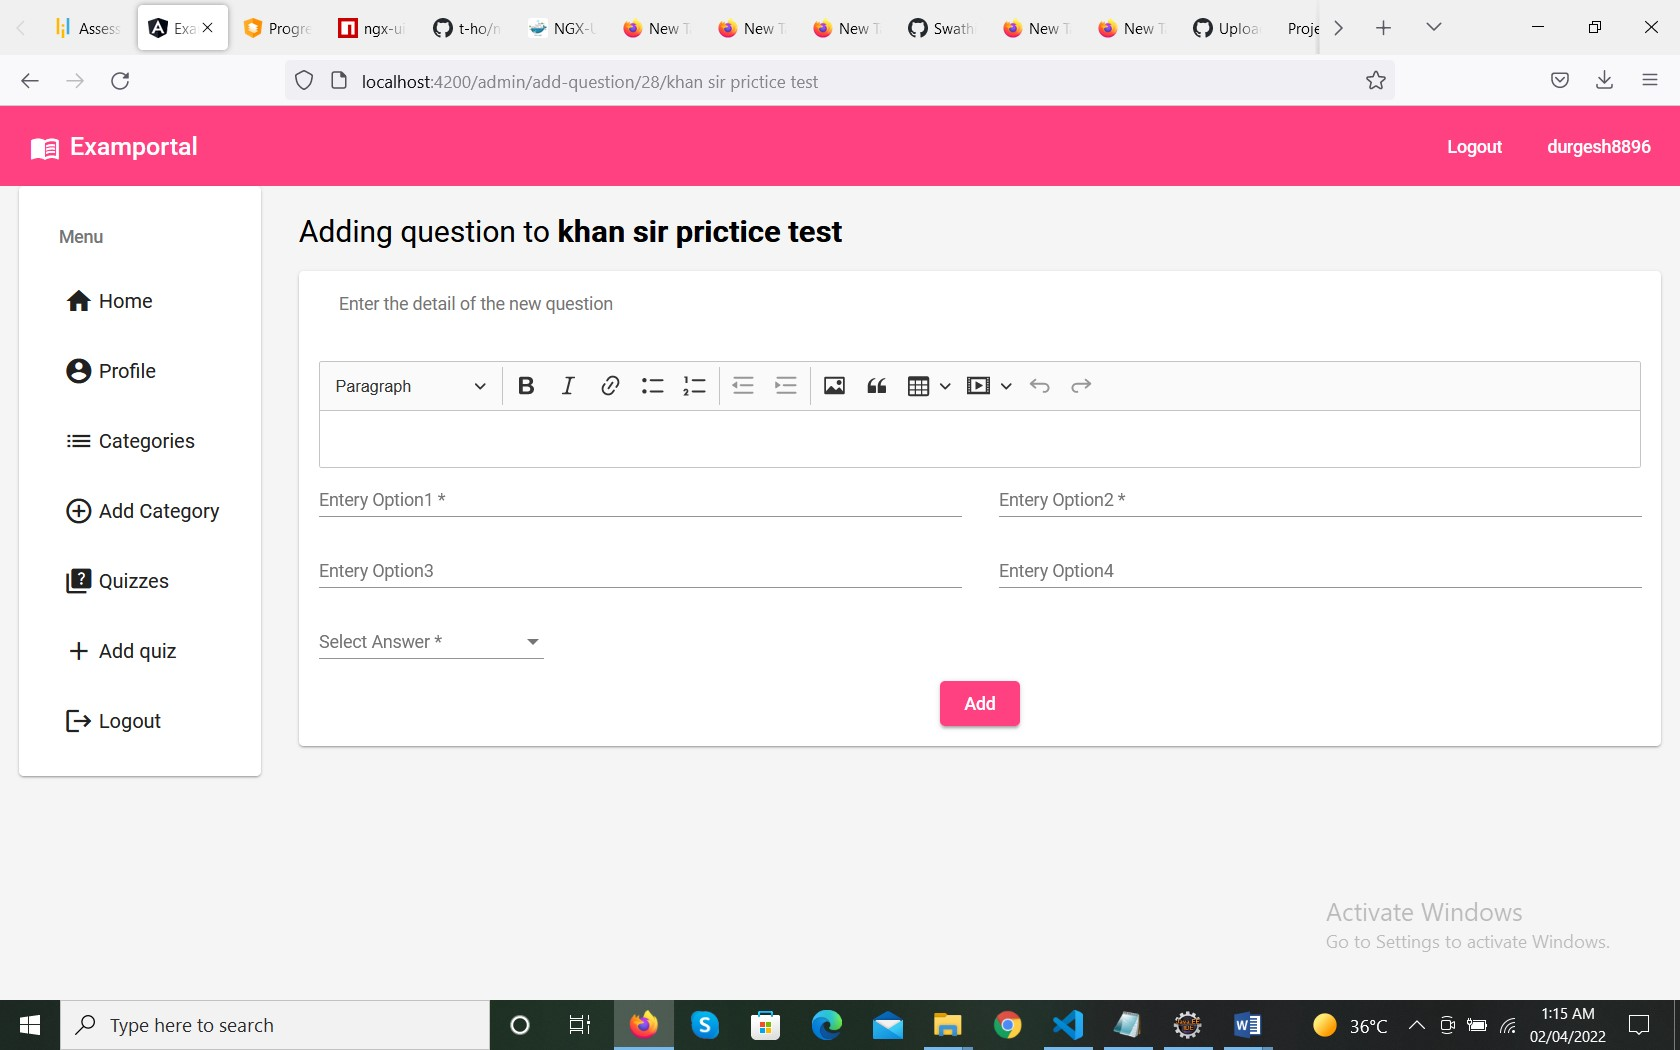 Assess
Exa
Progre
ngx-ui
t-ho/n
NGX-U
New T
New T
New T
Swath
New T
New T
Uploa
Proje
localhost:4200/admin/add-question/28/khan sir prictice test
Examportal
Logout
durgesh8896
Menu
Home
Profile
Categories
Add Category
Quizzes
Add quiz
Logout
Adding question to khan sir prictice test
Enter the detail of the new question
Paragraph
Entery Option1 *
Entery Option2 *
Entery Option3
Entery Option4
Select Answer *
Add
Activate Windows
Go to Settings to activate Windows.
Type here to search
36°C
1:15 AM
02/04/2022